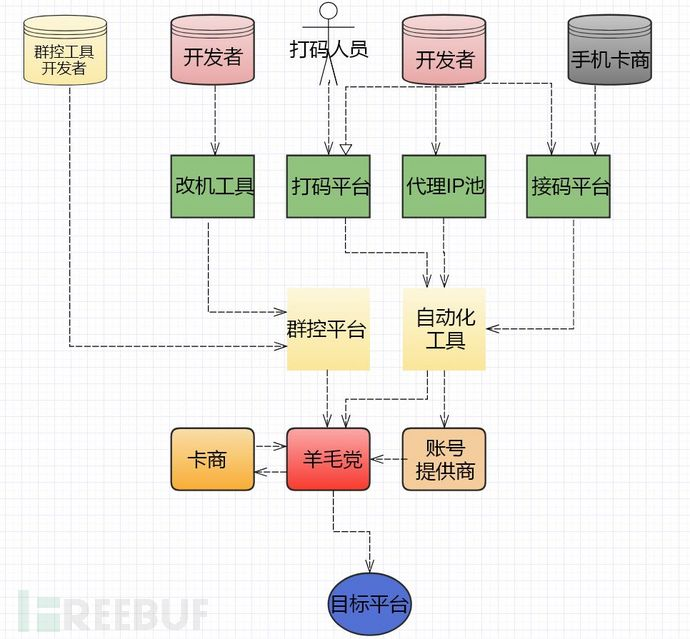 群控工具
开发者
开发者
打码人员
开发者
手机卡商
改机工具
打码平台
代理IP池
接码平台
群控平台
自动化
工具
卡商
羊毛党
账号
提供商
目标平台
FREEBUF